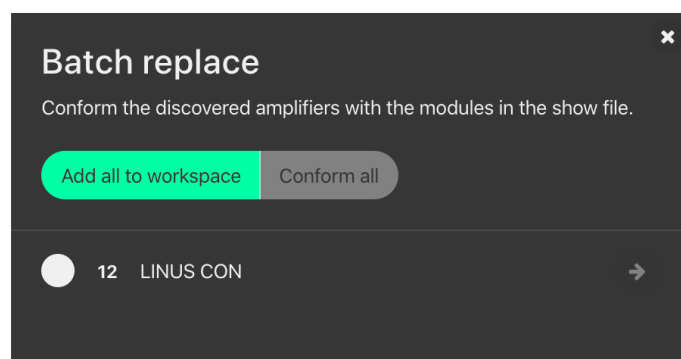 Batch replace
Conform the discovered amplifiers with the modules in the show file.
Add all to workspace Conform all
12 LINUS CON